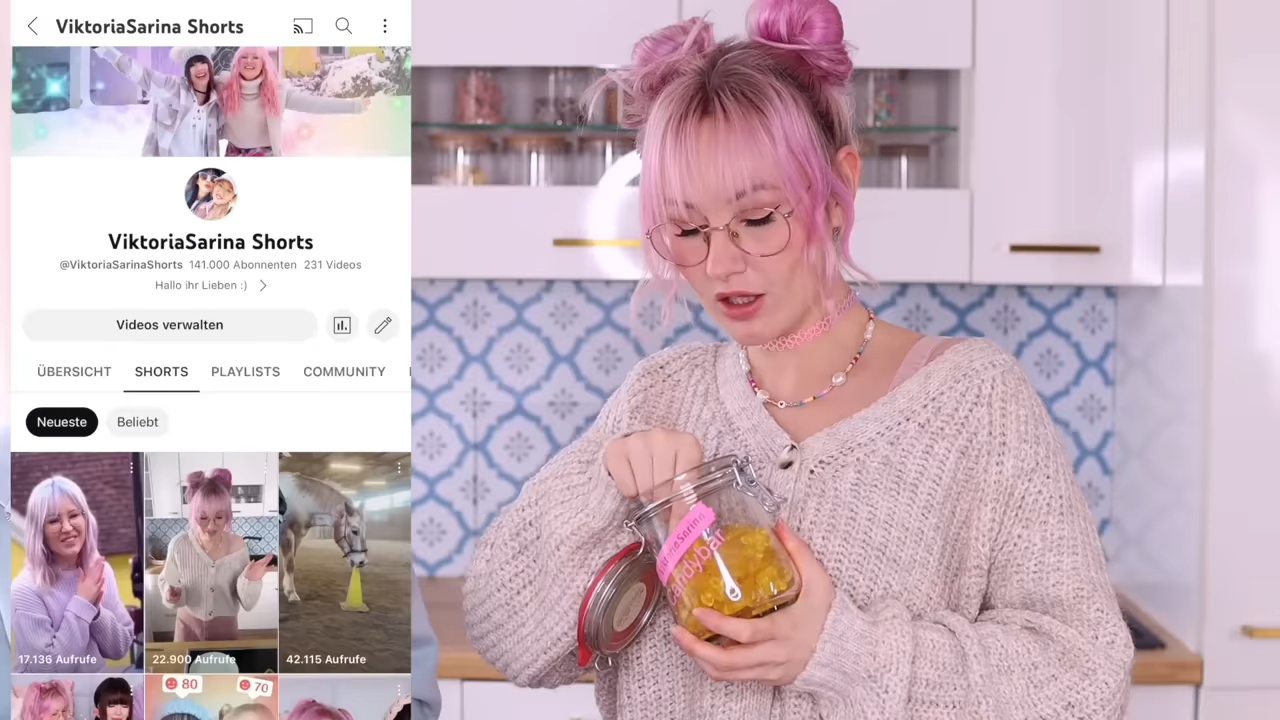 ViktoriaSarina Shorts
ViktoriaSarina Shorts
@ViktoriaSarinaShorts 141.000 Abonnenten 231 Videos
Hallo ihr Lieben :)
Videos verwalten
ÜBERSICHT SHORTS PLAYLISTS COMMUNITY
Neueste Beliebt
17.136 Aufrufe 22.900 Aufrufe 42.115 Aufrufe
80 70
ViktoriaSarina
candybar